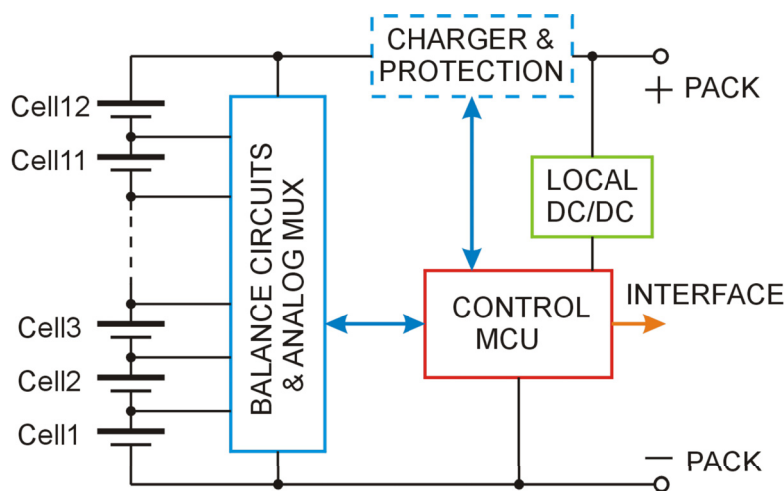 CHARGER &
PROTECTION
+ PACK
Cell12
Cell11
LOCAL
DC/DC
BALANCE CIRCUITS
& ANALOG MUX
CONTROL
MCU
INTERFACE
Cell3
Cell2
Cell1
— PACK